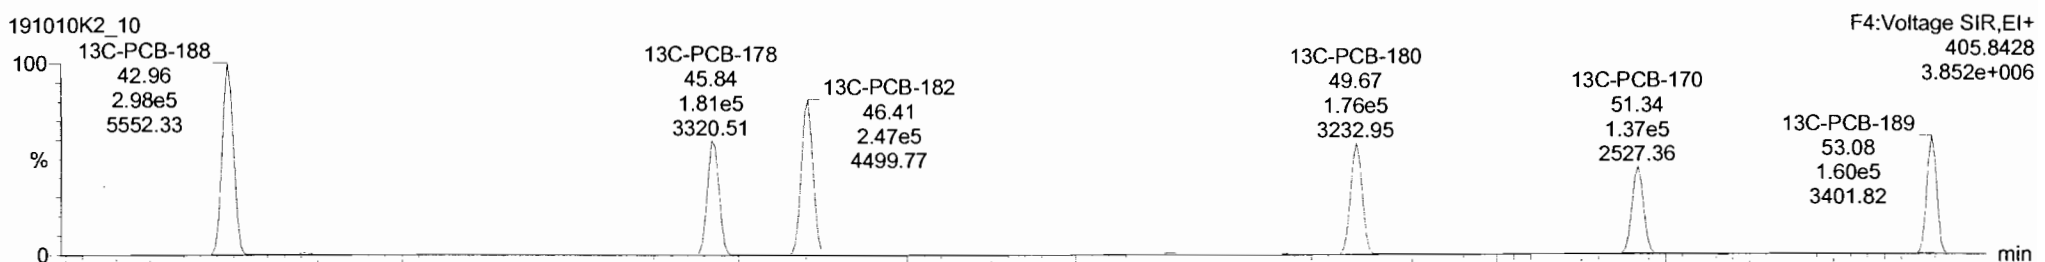 191010K2_10
F4:Voltage SIR,EI+
405.8428
3.852e+006
100
%
0
13C-PCB-188
42.96
2.98e5
5552.33
13C-PCB-178
45.84
1.81e5
3320.51
13C-PCB-182
46.41
2.47e5
4499.77
13C-PCB-180
49.67
1.76e5
3232.95
13C-PCB-170
51.34
1.37e5
2527.36
13C-PCB-189
53.08
1.60e5
3401.82
min